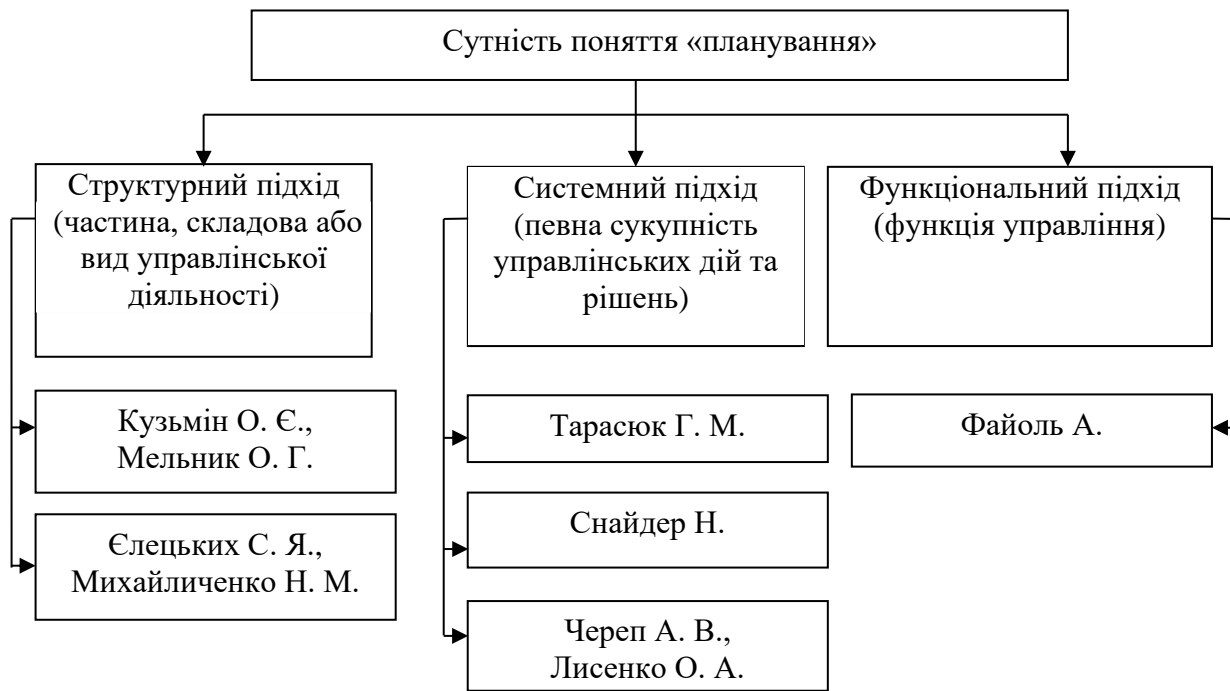 Сутність поняття «планування»
Структурний підхід
(частина, складова або
вид управлінської
діяльності)
Системний підхід
(певна сукупність
управлінських дій та
рішень)
Функціональний підхід
(функція управління)
Кузьмін О. Є.,
Мельник О. Г.
Єлецьких С. Я.,
Михайличенко Н. М.
Тарасюк Г. М.
Снайдер Н.
Череп А. В.,
Лисенко О. А.
Файоль А.